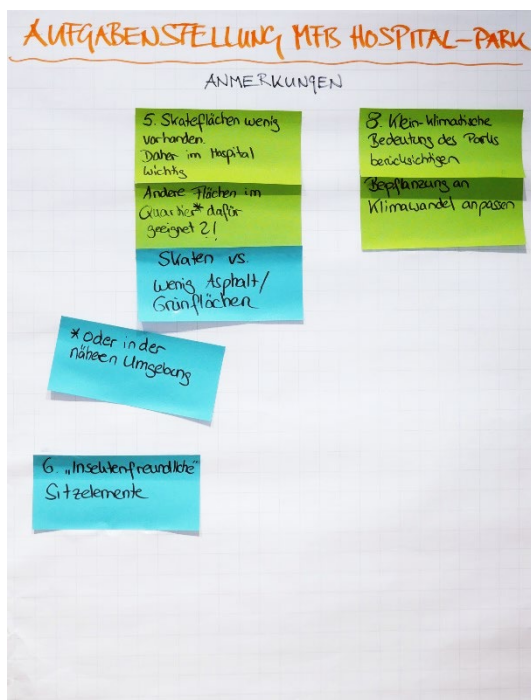 AUFGABENSTELLUNG MFB HOSPITAL-PARK
ANMERKUNGEN
5. Skateflächen wenig
vorhanden.
Daher im Hospital
wichtig
Andere Flächen im
Quartier* dafür
geeignet ?!
Skaten vs.
wenig Asphalt/
Grünflächen
* oder in der
näheren Umgebung
6. „Insektenfreundliche"
Sitzelemente
8. Klein-klimatische
Bedeutung des Parks
berücksichtigen
Bepflanzung an
Klimawandel anpassen